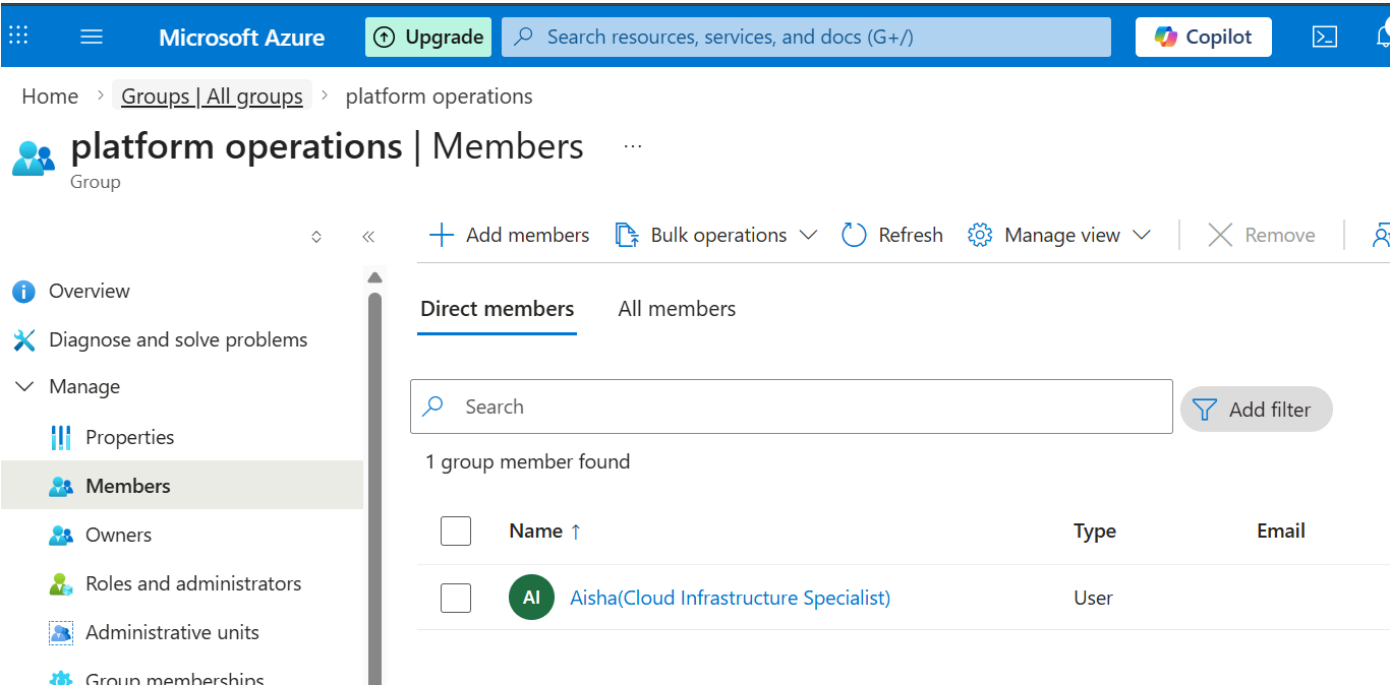 Microsoft Azure Upgrade Search resources, services, and docs (G+/) Copilot
Home > Groups | All groups > platform operations
platform operations | Members ...
Group
Add members Bulk operations Refresh Manage view Remove
Overview
Diagnose and solve problems
Manage
Properties
Members
Owners
Roles and administrators
Administrative units
Group memberships
Direct members All members
Search Add filter
1 group member found
Name ↑ Type Email
AI Aisha(Cloud Infrastructure Specialist) User